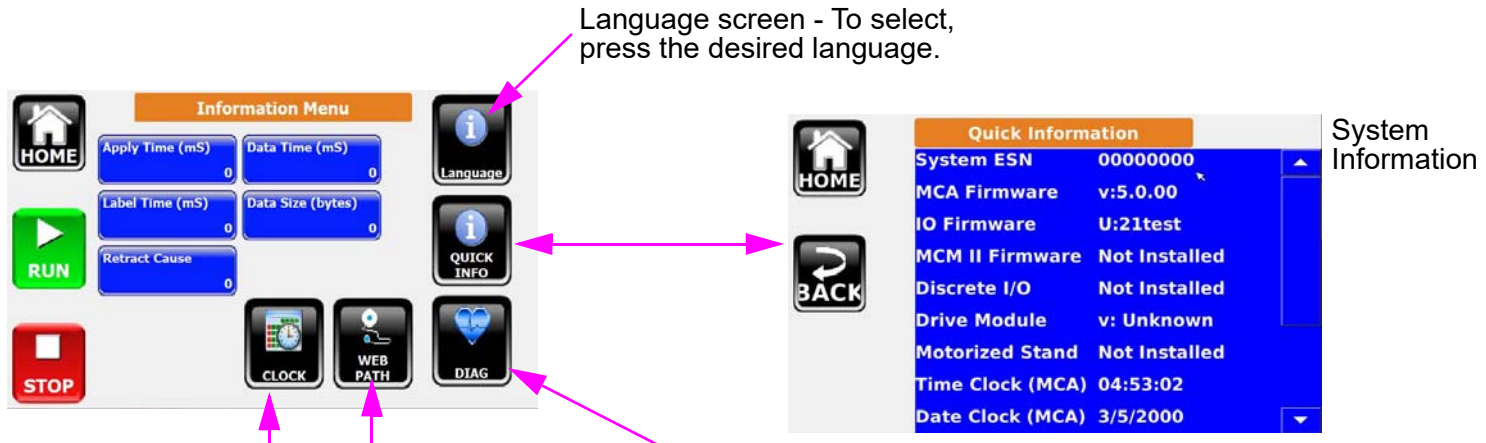 Language screen - To select,
press the desired language.
Information Menu
HOME
Apply Time (mS)
0
Data Time (mS)
0
Language
Label Time (mS)
0
Data Size (bytes)
0
RUN
Retract Cause
0
QUICK
INFO
STOP
CLOCK
WEB
PATH
DIAG
HOME
BACK
Quick Information
System ESN 00000000
MCA Firmware v:5.0.00
IO Firmware U:21test
MCM II Firmware Not Installed
Discrete I/O Not Installed
Drive Module v: Unknown
Motorized Stand Not Installed
Time Clock (MCA) 04:53:02
Date Clock (MCA) 3/5/2000
System
Information